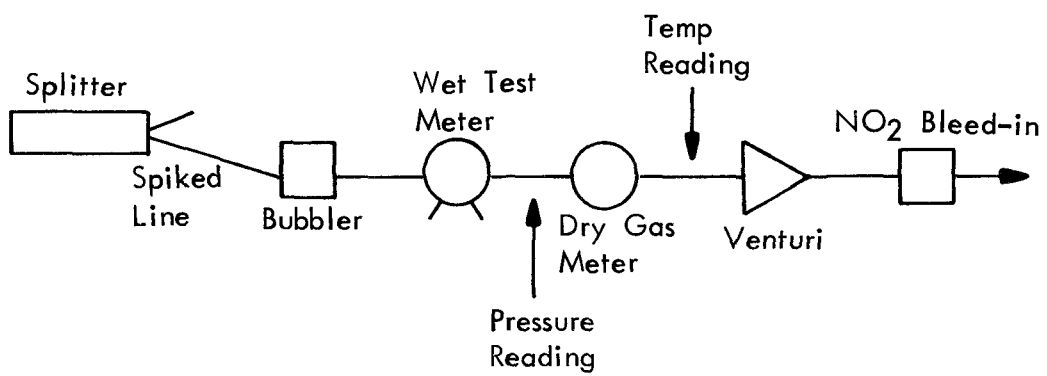 Splitter
Spiked
Line
Bubbler
Wet Test
Meter
Pressure
Reading
Dry Gas
Meter
Temp
Reading
Venturi
NO2 Bleed-in